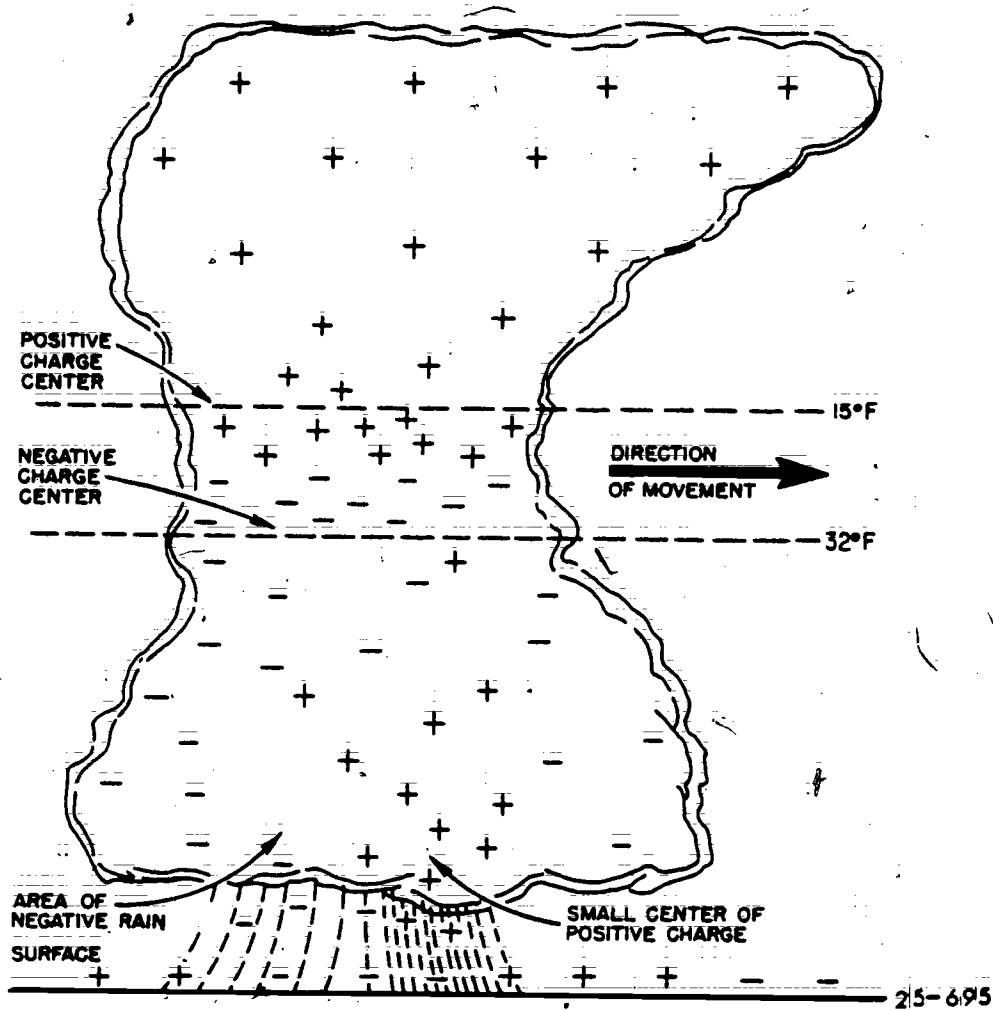 POSITIVE
CHARGE
CENTER
15°F
NEGATIVE
CHARGE
CENTER
DIRECTION
OF MOVEMENT
32°F
AREA OF
NEGATIVE RAIN
SMALL CENTER OF
POSITIVE CHARGE
SURFACE
25-695